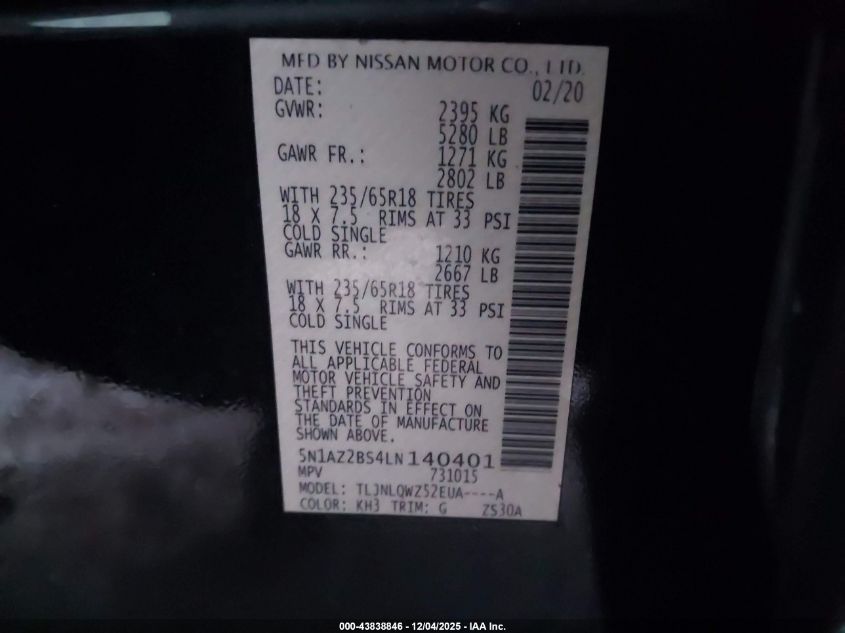 MFD BY NISSAN MOTOR CO., LTD.
DATE: 02/20
GVWR: 2395 KG
5280 LB
GAWR FR.: 1271 KG
2802 LB
WITH 235/65R18 TIRES
18 X 7.5 RIMS AT 33 PSI
COLD SINGLE
GAWR RR.: 1210 KG
2667 LB
WITH 235/65R18 TIRES
18 X 7.5 RIMS AT 33 PSI
COLD SINGLE
THIS VEHICLE CONFORMS TO
ALL APPLICABLE FEDERAL
MOTOR VEHICLE SAFETY AND
THEFT PREVENTION
STANDARDS IN EFFECT ON
THE DATE OF MANUFACTURE
SHOWN ABOVE.
5N1AZ2BS4LN140401
MPV 731015
MODEL: TLJNLQWZ52EUA----A
COLOR: KH3 TRIM: G ZS30A
000-43838846 - 12/04/2025 - IAA Inc.